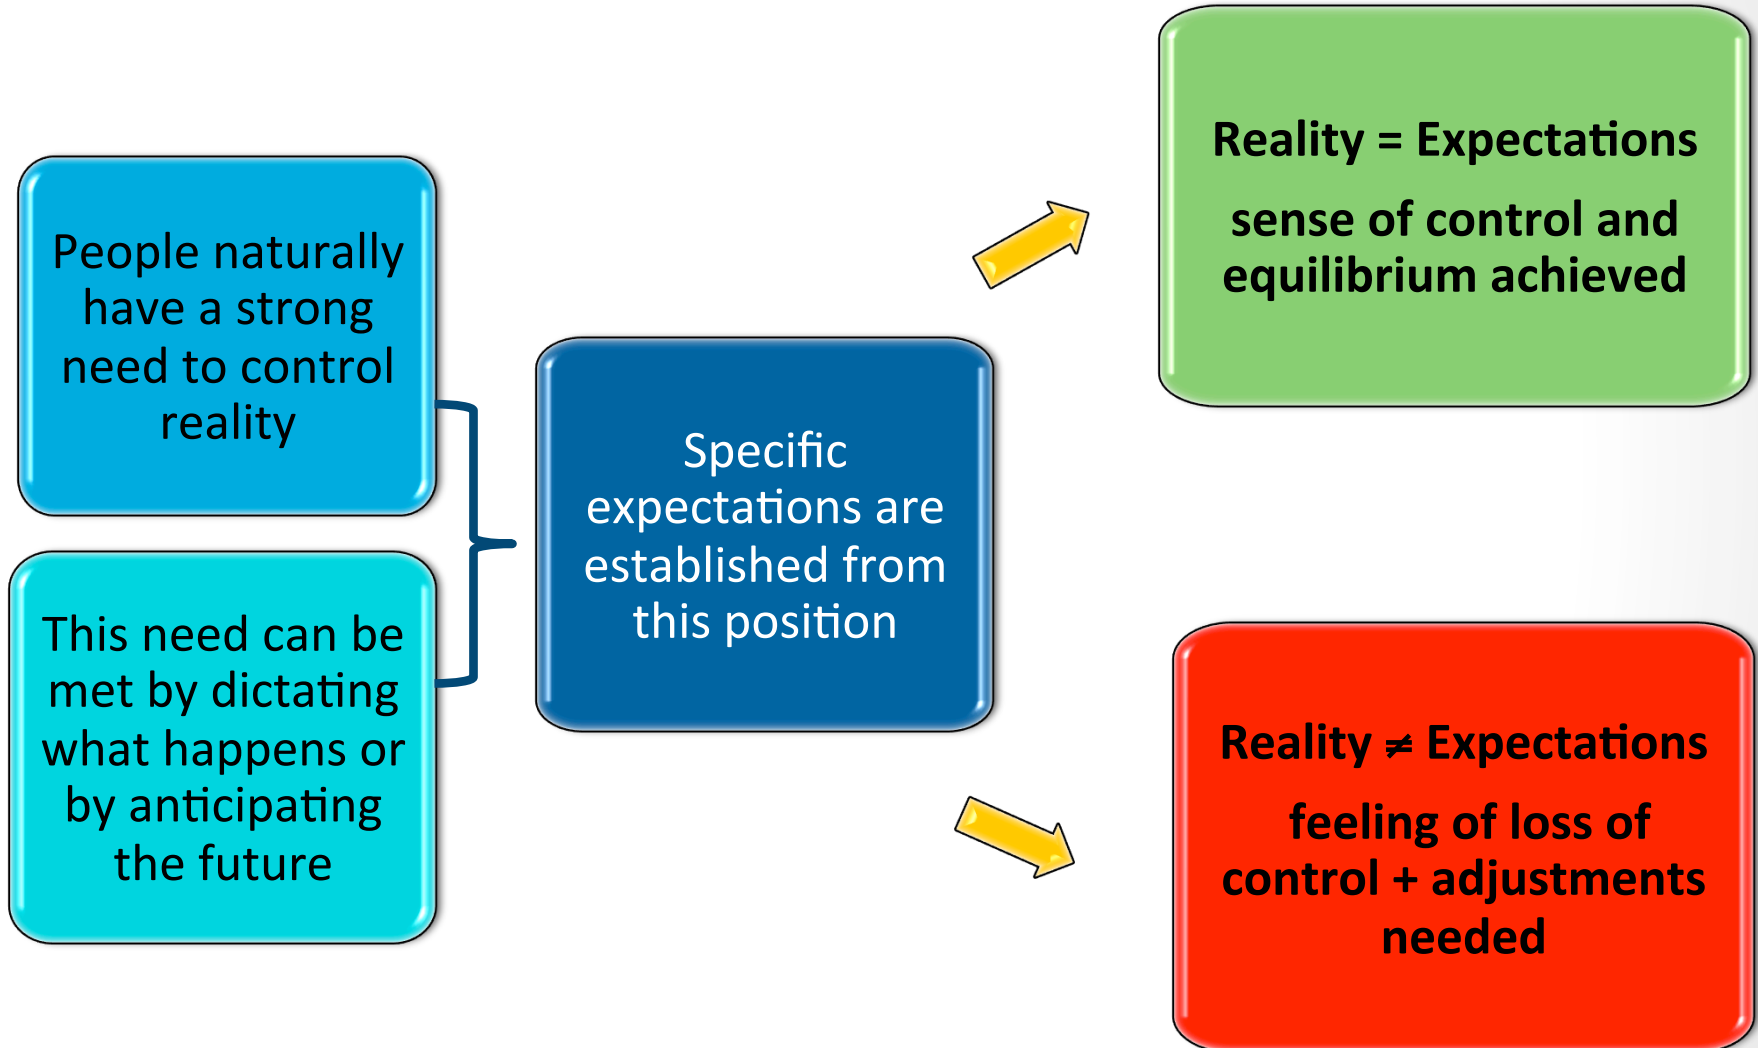 People naturally
have a strong
need to control
reality
This need can be
met by dictating
what happens or
by anticipating
the future
Specific
expectations are
established from
this position
Reality = Expectations
sense of control and
equilibrium achieved
Reality ≠ Expectations
feeling of loss of
control + adjustments
needed